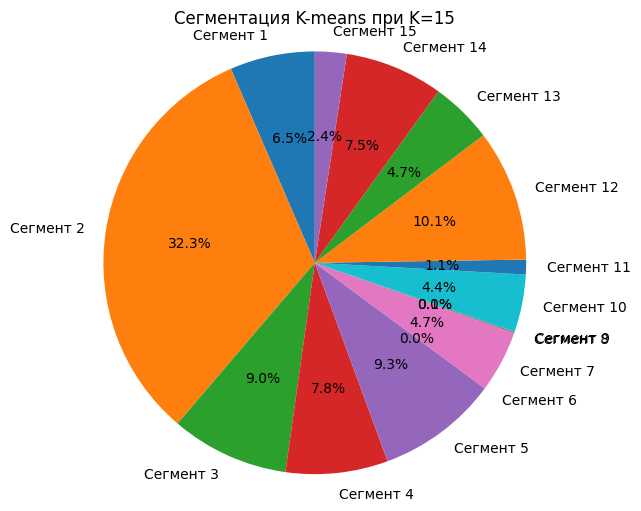 Сегментация K-means при K=15
Сегмент 1
6.5%
Сегмент 2
32.3%
Сегмент 3
9.0%
Сегмент 4
7.8%
Сегмент 5
9.3%
Сегмент 6
0.0%
Сегмент 7
4.7%
Сегмент 9
Сегмент 10
4.4%
Сегмент 11
1.1%
Сегмент 12
10.1%
Сегмент 13
4.7%
Сегмент 14
7.5%
Сегмент 15
2.4%